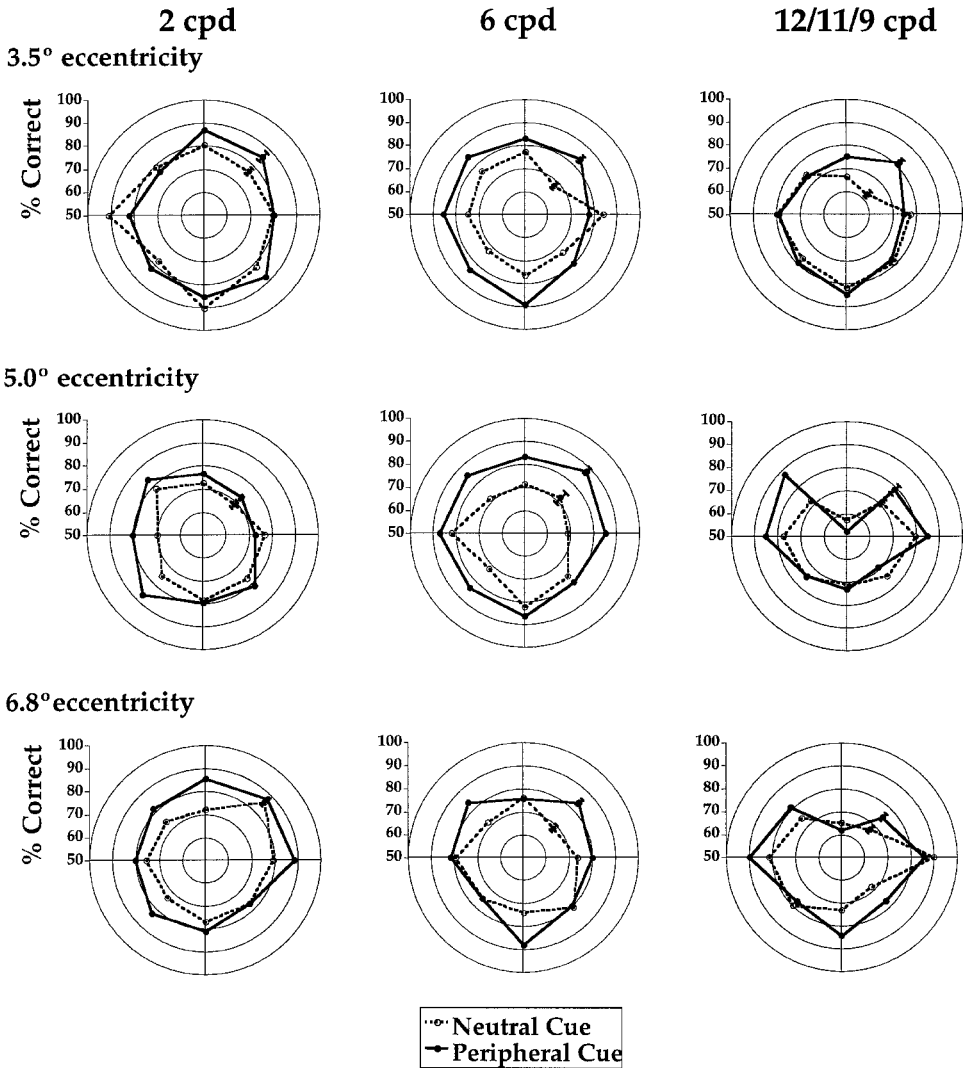 2 cpd 6 cpd 12/11/9 cpd
3.5° eccentricity
% Correct
100 100 100
90 90 90
80 80 80
70 70 70
60 60 60
50 50 50
5.0° eccentricity
% Correct
100 100 100
90 90 90
80 80 80
70 70 70
60 60 60
50 50 50
6.8° eccentricity
% Correct
100 100 100
90 90 90
80 80 80
70 70 70
60 60 60
50 50 50
Neutral Cue
Peripheral Cue